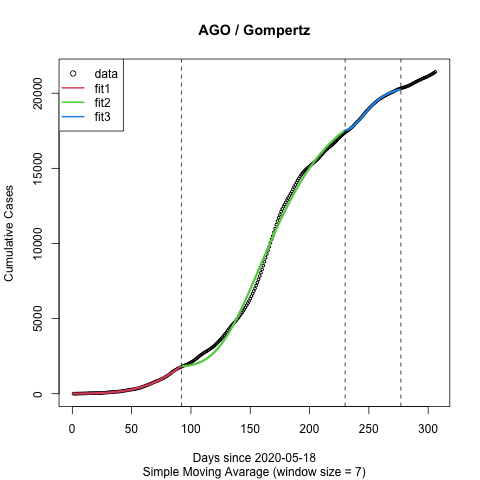 AGO / Gompertz
data
fit1
fit2
fit3
Cumulative Cases
0
5000
10000
15000
20000
0
50
100
150
200
250
300
Days since 2020-05-18
Simple Moving Avarage (window size = 7)